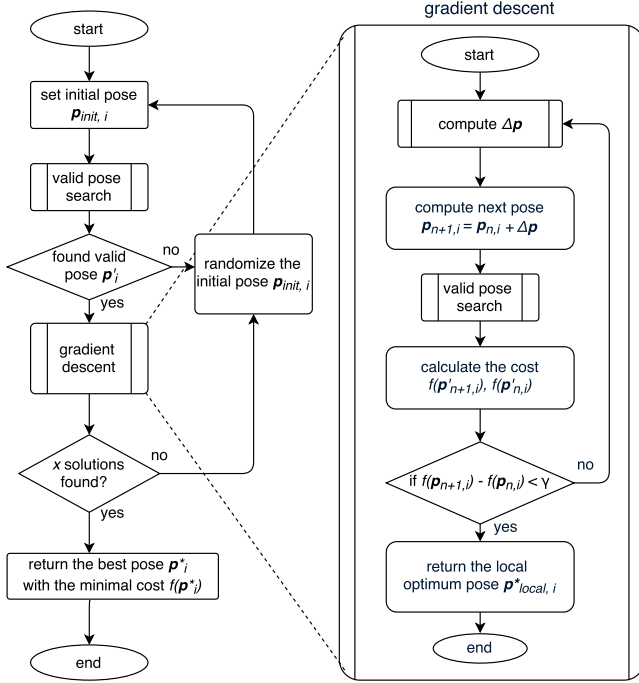 start
set initial pose
p_init, i
valid pose
search
found valid
pose p'_i
no
yes
randomize the
initial pose p_init, i
gradient
descent
x solutions
found?
no
yes
return the best pose p*_i
with the minimal cost f(p*_i)
end
gradient descent
start
compute Δp
compute next pose
p_n+1,i = p_n,i + Δp
valid pose
search
calculate the cost
f(p'_n+1,i), f(p'_n,i)
if f(p_n+1,i) - f(p_n,i) < γ
no
yes
return the local
optimum pose p*_local, i
end